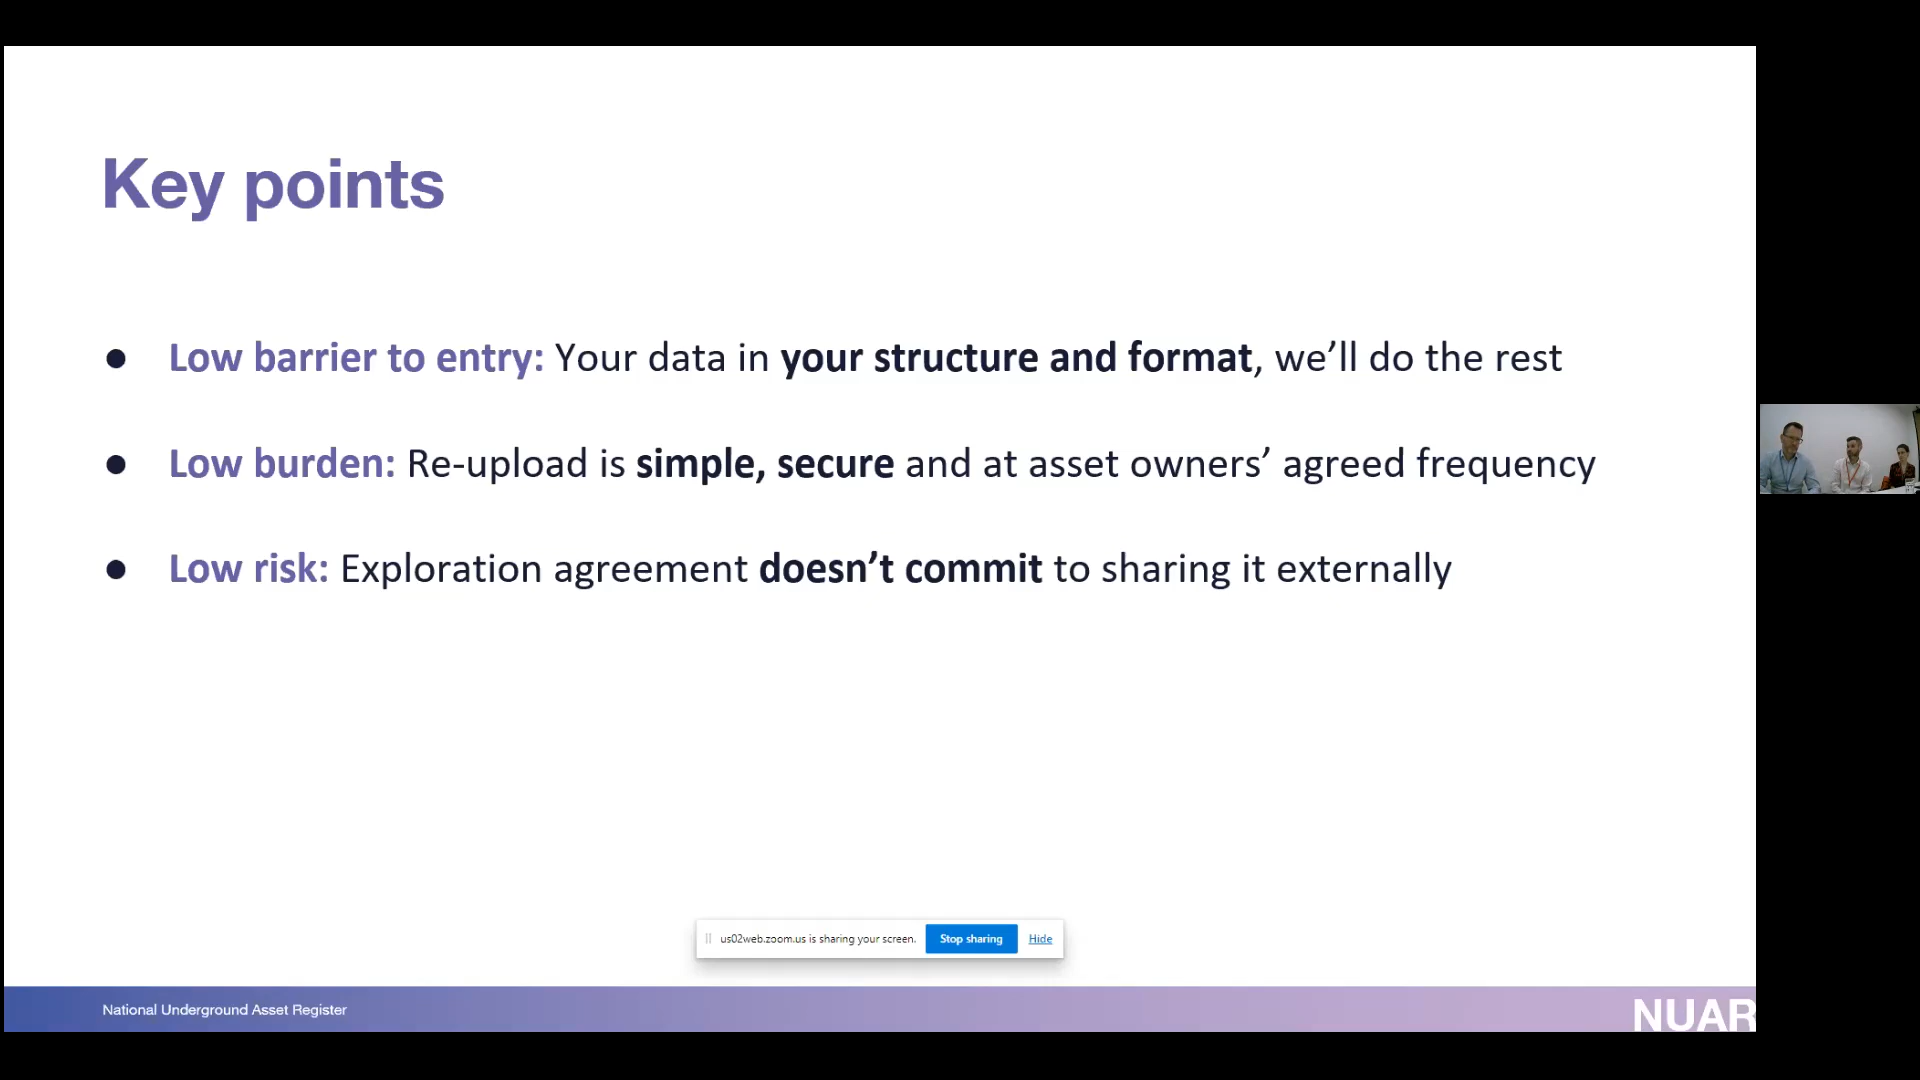 Key points
● Low barrier to entry: Your data in your structure and format, we’ll do the rest
● Low burden: Re-upload is simple, secure and at asset owners’ agreed frequency
● Low risk: Exploration agreement doesn’t commit to sharing it externally
us02web.zoom.us is sharing your screen. Stop sharing Hide
National Underground Asset Register NUAR